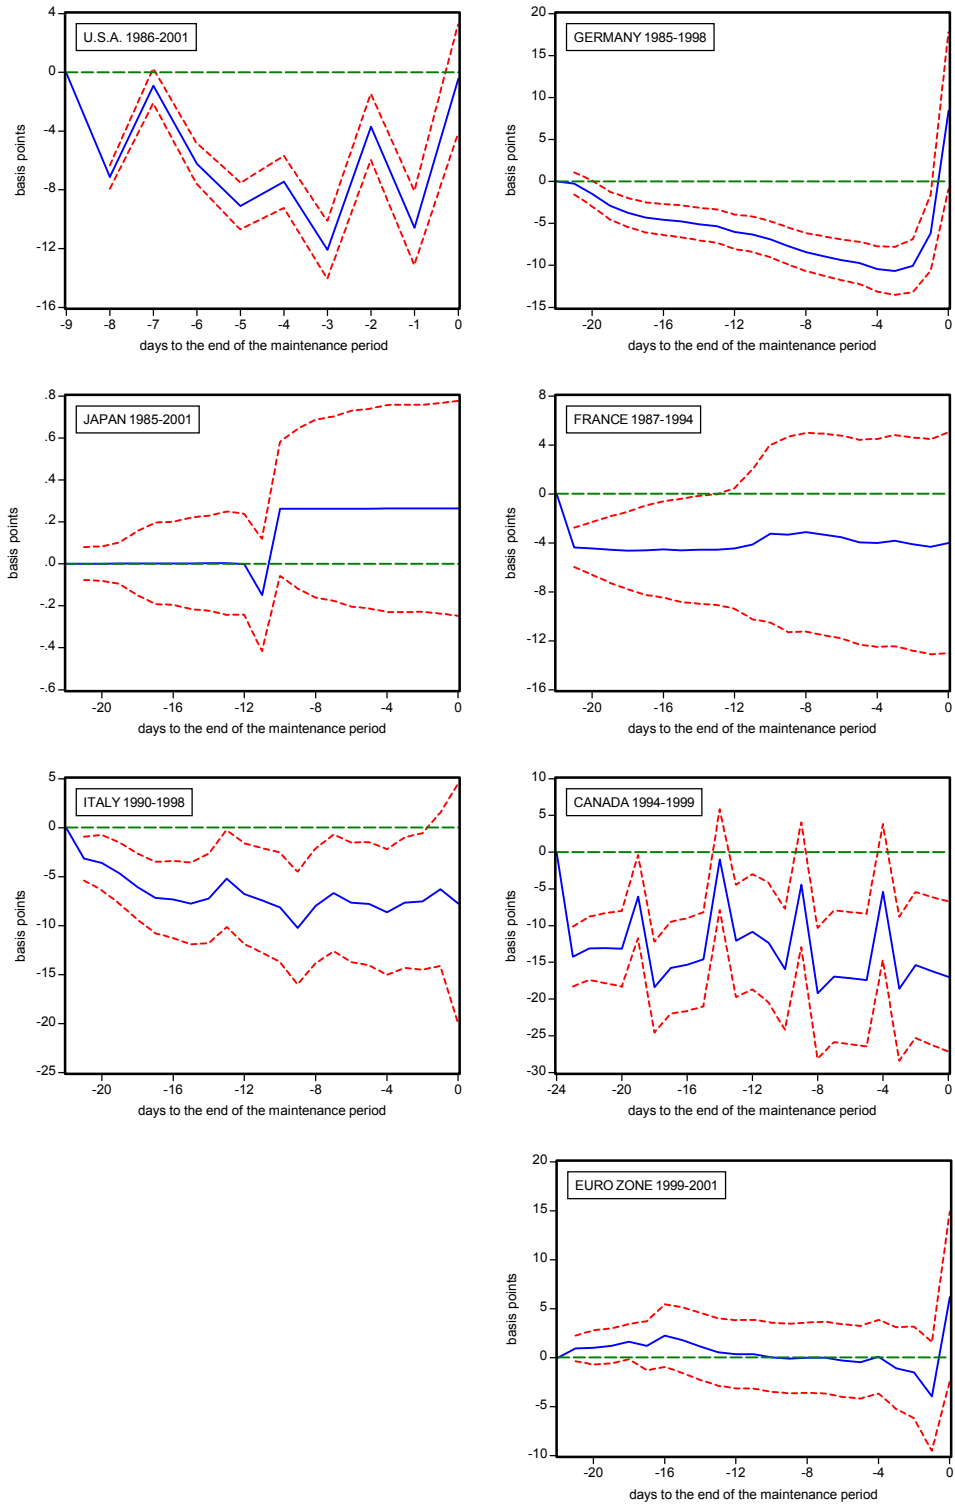 U.S.A. 1986-2001
basis points
4
0
-4
-8
-12
-16
-9 -8 -7 -6 -5 -4 -3 -2 -1 0
days to the end of the maintenance period
GERMANY 1985-1998
basis points
20
15
10
5
0
-5
-10
-15
-20 -16 -12 -8 -4 0
days to the end of the maintenance period
JAPAN 1985-2001
basis points
.8
.6
.4
.2
.0
-.2
-.4
-.6
-20 -16 -12 -8 -4 0
days to the end of the maintenance period
FRANCE 1987-1994
basis points
8
4
0
-4
-8
-12
-16
-20 -16 -12 -8 -4 0
days to the end of the maintenance period
ITALY 1990-1998
basis points
5
0
-5
-10
-15
-20
-25
-20 -16 -12 -8 -4 0
days to the end of the maintenance period
CANADA 1994-1999
basis points
10
5
0
-5
-10
-15
-20
-25
-30
-24 -20 -16 -12 -8 -4 0
days to the end of the maintenance period
EURO ZONE 1999-2001
basis points
20
15
10
5
0
-5
-10
-20 -16 -12 -8 -4 0
days to the end of the maintenance period